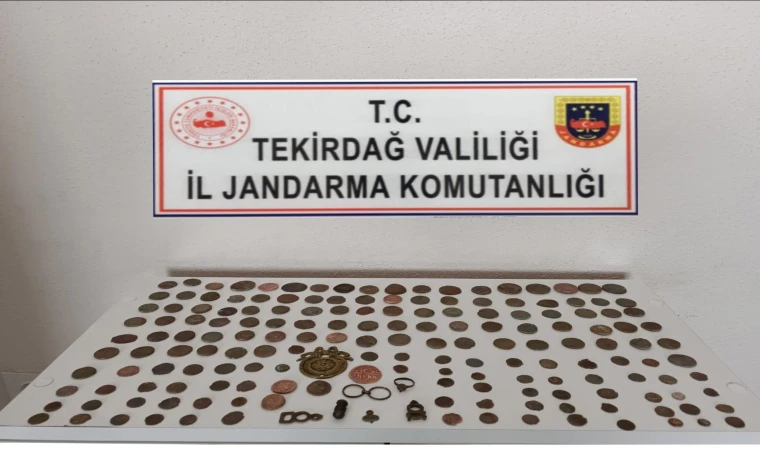 T.C.
TEKİRDAĞ VALİLİĞİ
İL JANDARMA KOMUTANLIĞI